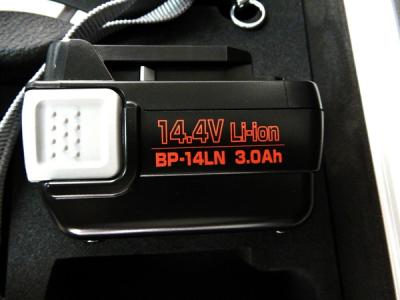 14.4V Li-ion
BP-14LN 3.0Ah